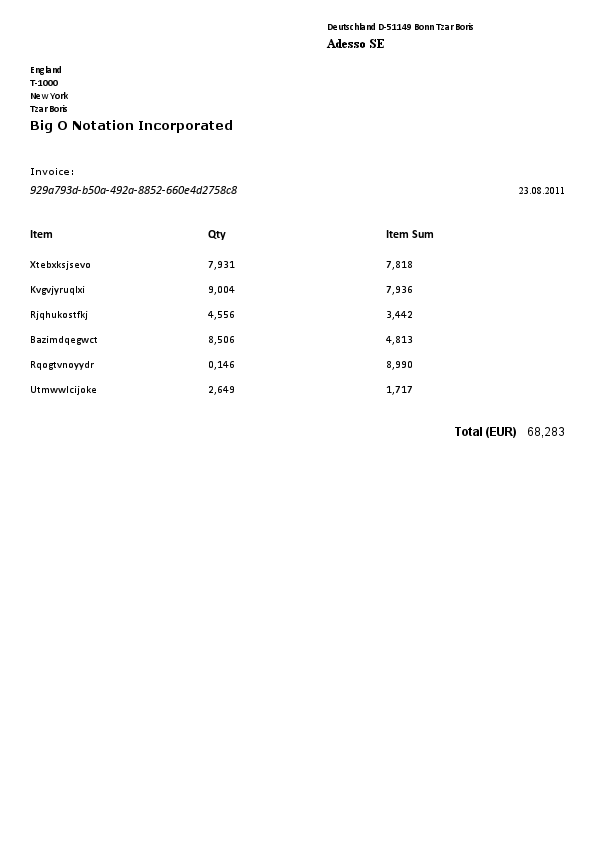 Deutschland D-51149 Bonn Tzar Boris
Adesso SE
England
T-1000
New York
Tzar Boris
Big O Notation Incorporated
Invoice:
929a793d-b50a-492a-8852-660e4d2758c8 23.08.2011
Item Qty Item Sum
Xtebxksjsevo 7,931 7,818
Kvgvjyruqlxi 9,004 7,936
Rjqhukostfkj 4,556 3,442
Bazimdqegwct 8,506 4,813
Rqogtvnoyydr 0,146 8,990
Utmwwlcijoke 2,649 1,717
Total (EUR) 68,283